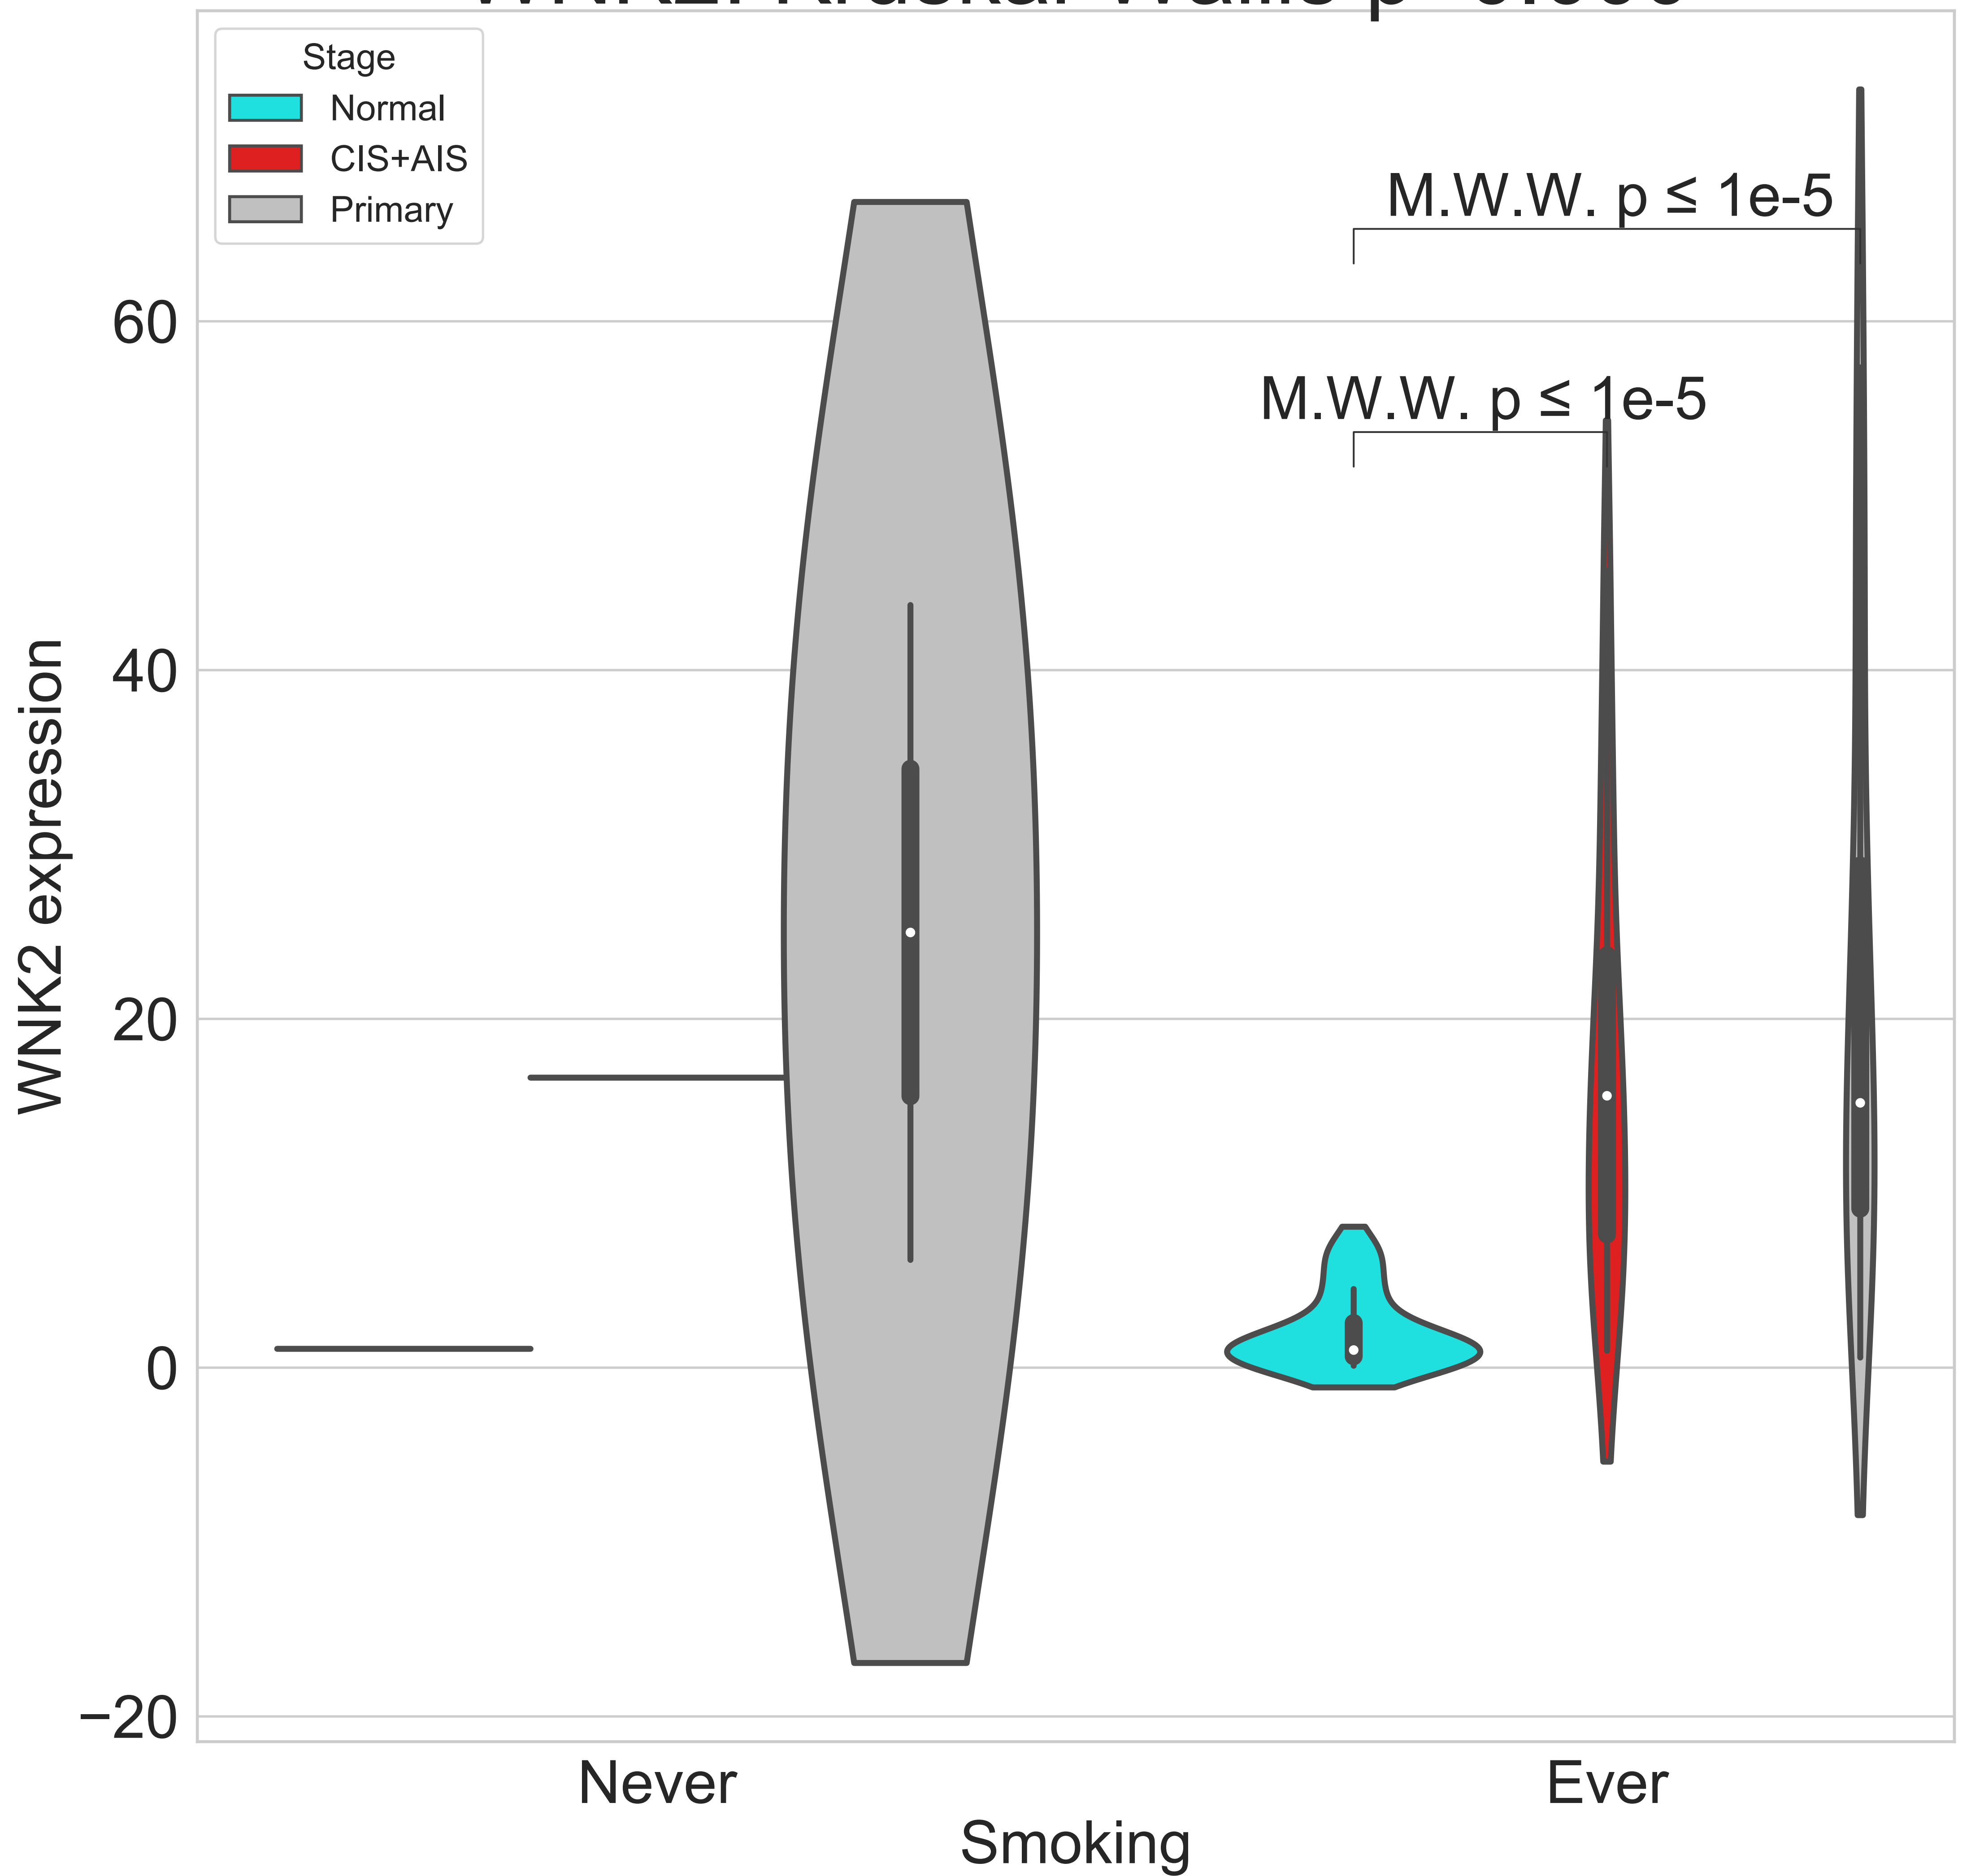 Stage
Normal
CIS+AIS
Primary
M.W.W. p ≤ 1e-5
M.W.W. p ≤ 1e-5
60
40
20
0
−20
WNK2 expression
Never
Ever
Smoking